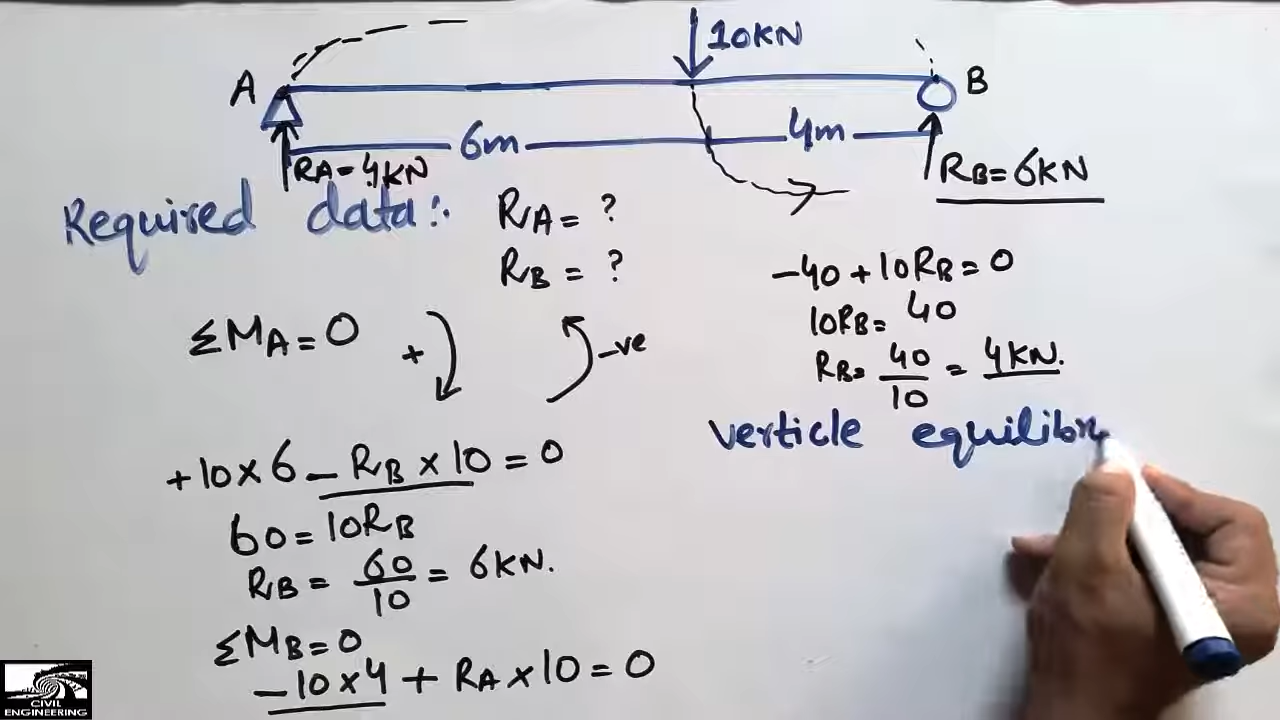 10KN
A
B
6m
4m
RA=4KN
RB=6KN
Required data:.
RA= ?
RB = ?
ΣMA=0
+
-ve
+10×6-RB×10=0
60=10RB
RB = 60/10 = 6KN.
ΣMB=0
-10×4+RA×10=0
-40+10RB=0
10RB= 40
RB= 40/10 = 4KN.
verticle equilibr
CIVIL
ENGINEERING